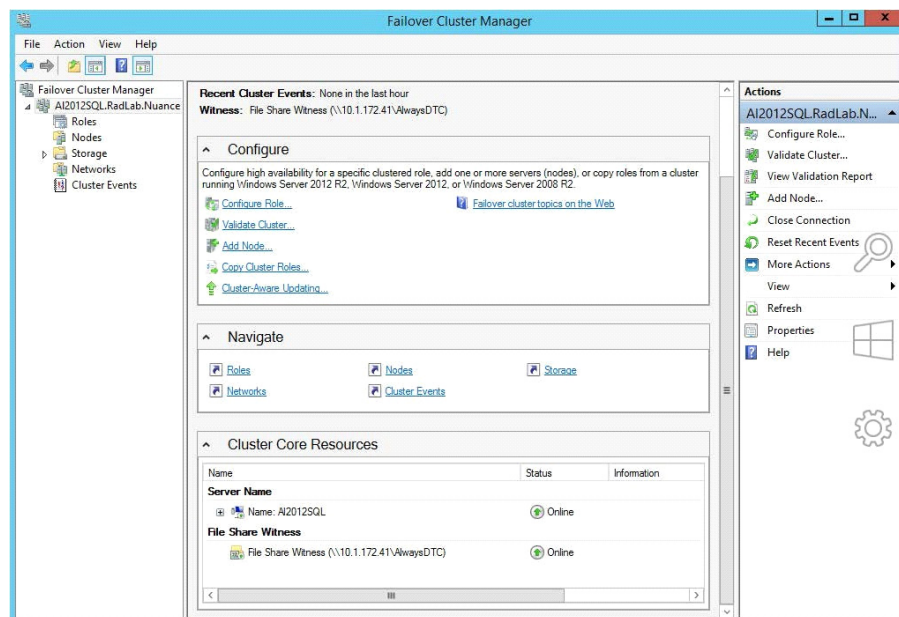 Failover Cluster Manager
File Action View Help
Failover Cluster Manager
AI2012SQL.RadLab.Nuance
Roles
Nodes
Storage
Networks
Cluster Events
Recent Cluster Events: None in the last hour
Witness: File Share Witness (\\10.1.172.41\AlwaysDTC)
Configure
Configure high availability for a specific clustered role, add one or more servers (nodes), or copy roles from a cluster
running Windows Server 2012 R2, Windows Server 2012, or Windows Server 2008 R2.
Configure Role...
Failover cluster topics on the Web
Validate Cluster...
Add Node...
Copy Cluster Roles...
Cluster-Aware Updating...
Navigate
Roles Nodes Storage
Networks Cluster Events
Cluster Core Resources
Name Status Information
Server Name
Name: AI2012SQL Online
File Share Witness
File Share Witness (\\10.1.172.41\AlwaysDTC) Online
Actions
AI2012SQL.RadLab.N...
Configure Role...
Validate Cluster...
View Validation Report
Add Node...
Close Connection
Reset Recent Events
More Actions
View
Refresh
Properties
Help